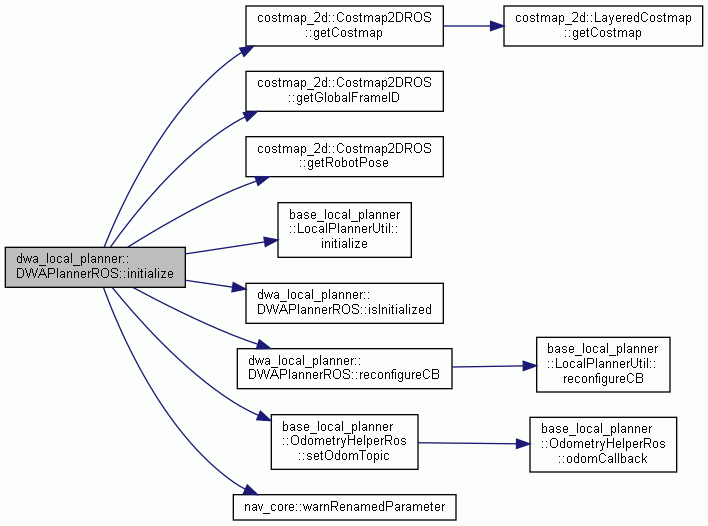 costmap_2d::Costmap2DROS
::getCostmap
costmap_2d::LayeredCostmap
::getCostmap
costmap_2d::Costmap2DROS
::getGlobalFrameID
costmap_2d::Costmap2DROS
::getRobotPose
base_local_planner
::LocalPlannerUtil::
initialize
dwa_local_planner::
DWAPlannerROS::initialize
dwa_local_planner::
DWAPlannerROS::isInitialized
dwa_local_planner::
DWAPlannerROS::reconfigureCB
base_local_planner
::LocalPlannerUtil::
reconfigureCB
base_local_planner
::OdometryHelperRos
::setOdomTopic
base_local_planner
::OdometryHelperRos
::odomCallback
nav_core::warnRenamedParameter